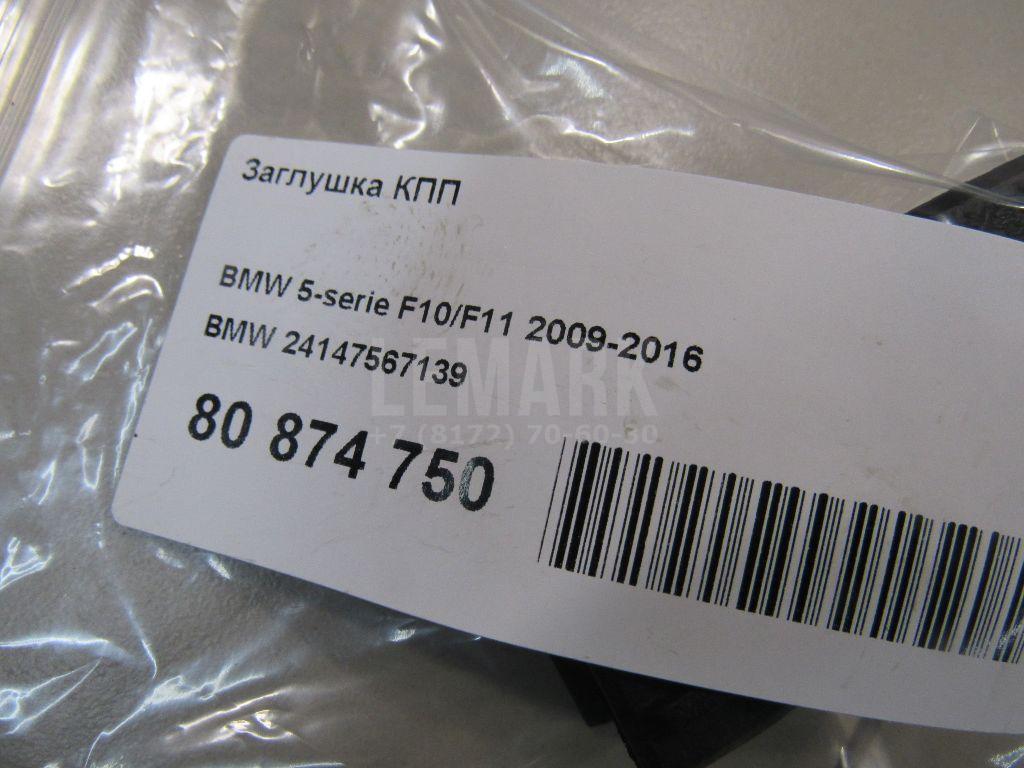 Заглушка КПП
BMW 5-serie F10/F11 2009-2016
BMW 24147567139
LEMARK
+7 (8172) 70-60-30
80 874 750